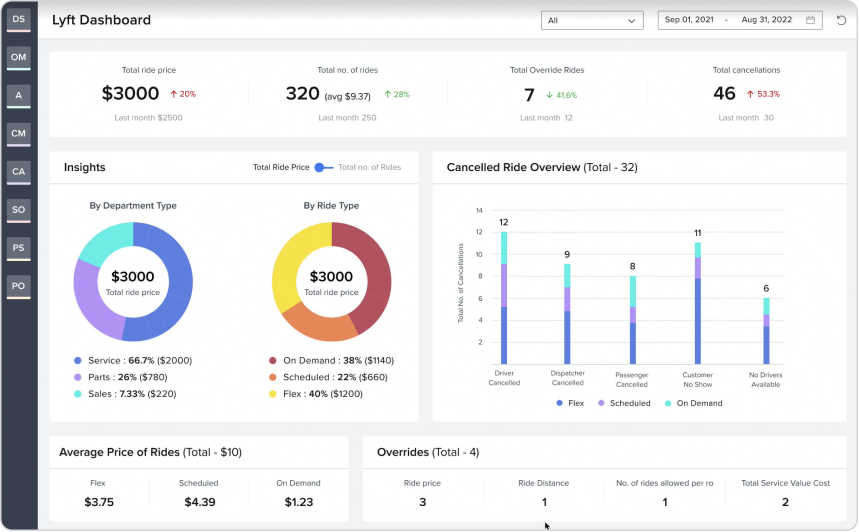 DS
OM
A
CM
CA
SO
PS
PO
Lyft Dashboard
All
Sep 01, 2021 - Aug 31, 2022
Total ride price
$3000 ↑ 20%
Last month $2500
Total no. of rides
320 (avg $9.37) ↑ 28%
Last month 250
Total Override Rides
7 ↓ 41.6%
Last month 12
Total cancellations
46 ↑ 53.3%
Last month 30
Insights
Total Ride Price Total no. of Rides
By Department Type
$3000
Total ride price
Service : 66.7% ($2000)
Parts : 26% ($780)
Sales : 7.33% ($220)
By Ride Type
$3000
Total ride price
On Demand : 38% ($1140)
Scheduled : 22% ($660)
Flex : 40% ($1200)
Cancelled Ride Overview (Total - 32)
Total No. of Cancellations
14
12
10
8
6
4
2
12
9
8
11
6
Driver
Cancelled
Dispatcher
Cancelled
Passenger
Cancelled
Customer
No Show
No Drivers
Available
Flex Scheduled On Demand
Average Price of Rides (Total - $10)
Flex
$3.75
Scheduled
$4.39
On Demand
$1.23
Overrides (Total - 4)
Ride price
3
Ride Distance
1
No. of rides allowed per ro
1
Total Service Value Cost
2